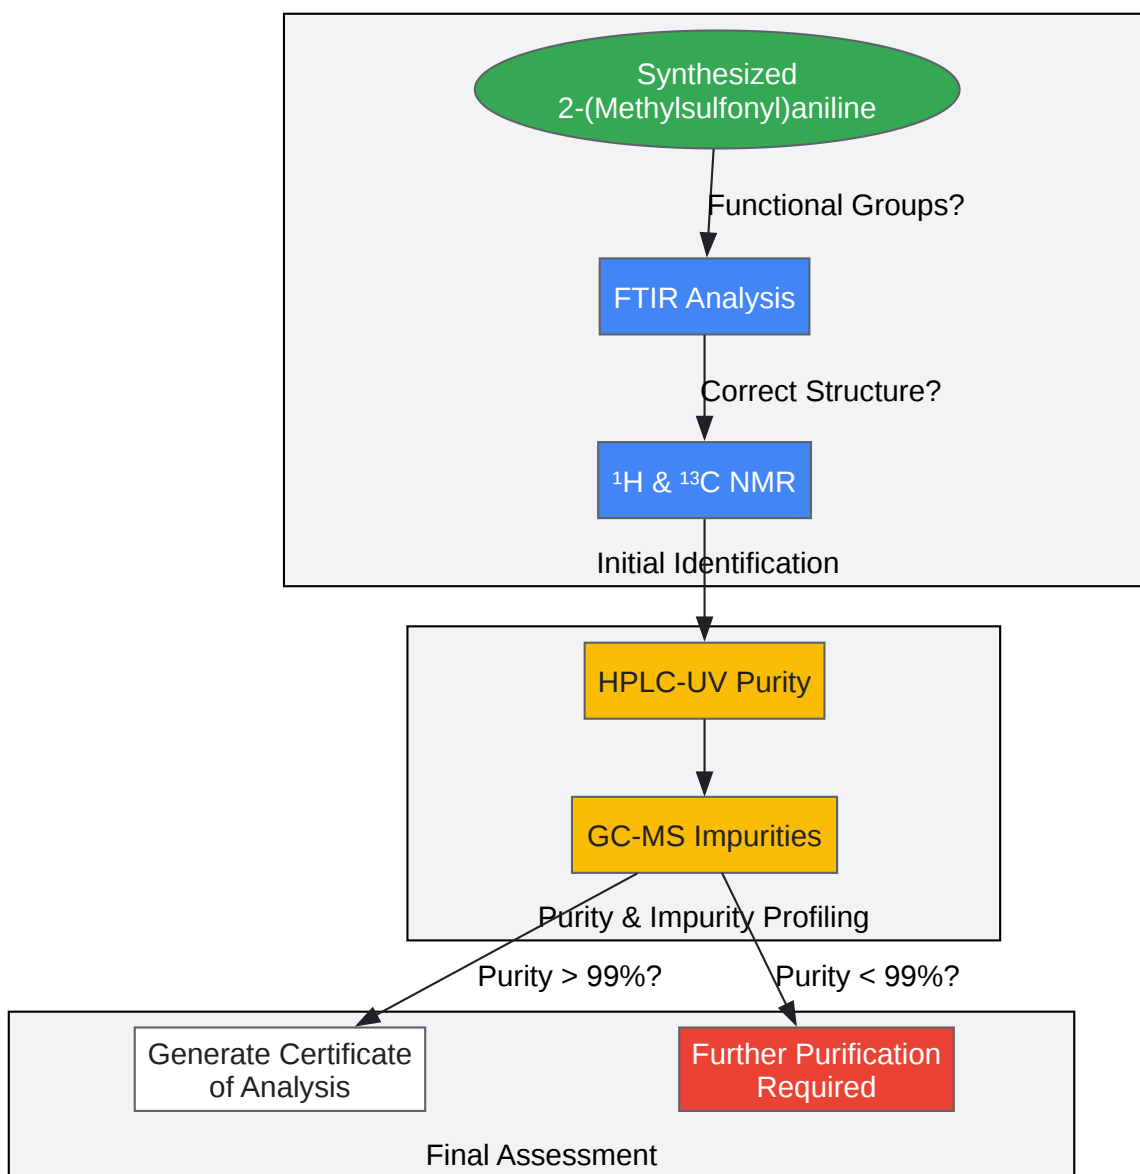 Synthesized
2-(Methylsulfonyl)aniline
Functional Groups?
FTIR Analysis
Correct Structure?
¹H & ¹³C NMR
Initial Identification
HPLC-UV Purity
GC-MS Impurities
Purity & Impurity Profiling
Purity > 99%?
Purity < 99%?
Generate Certificate
of Analysis
Further Purification
Required
Final Assessment